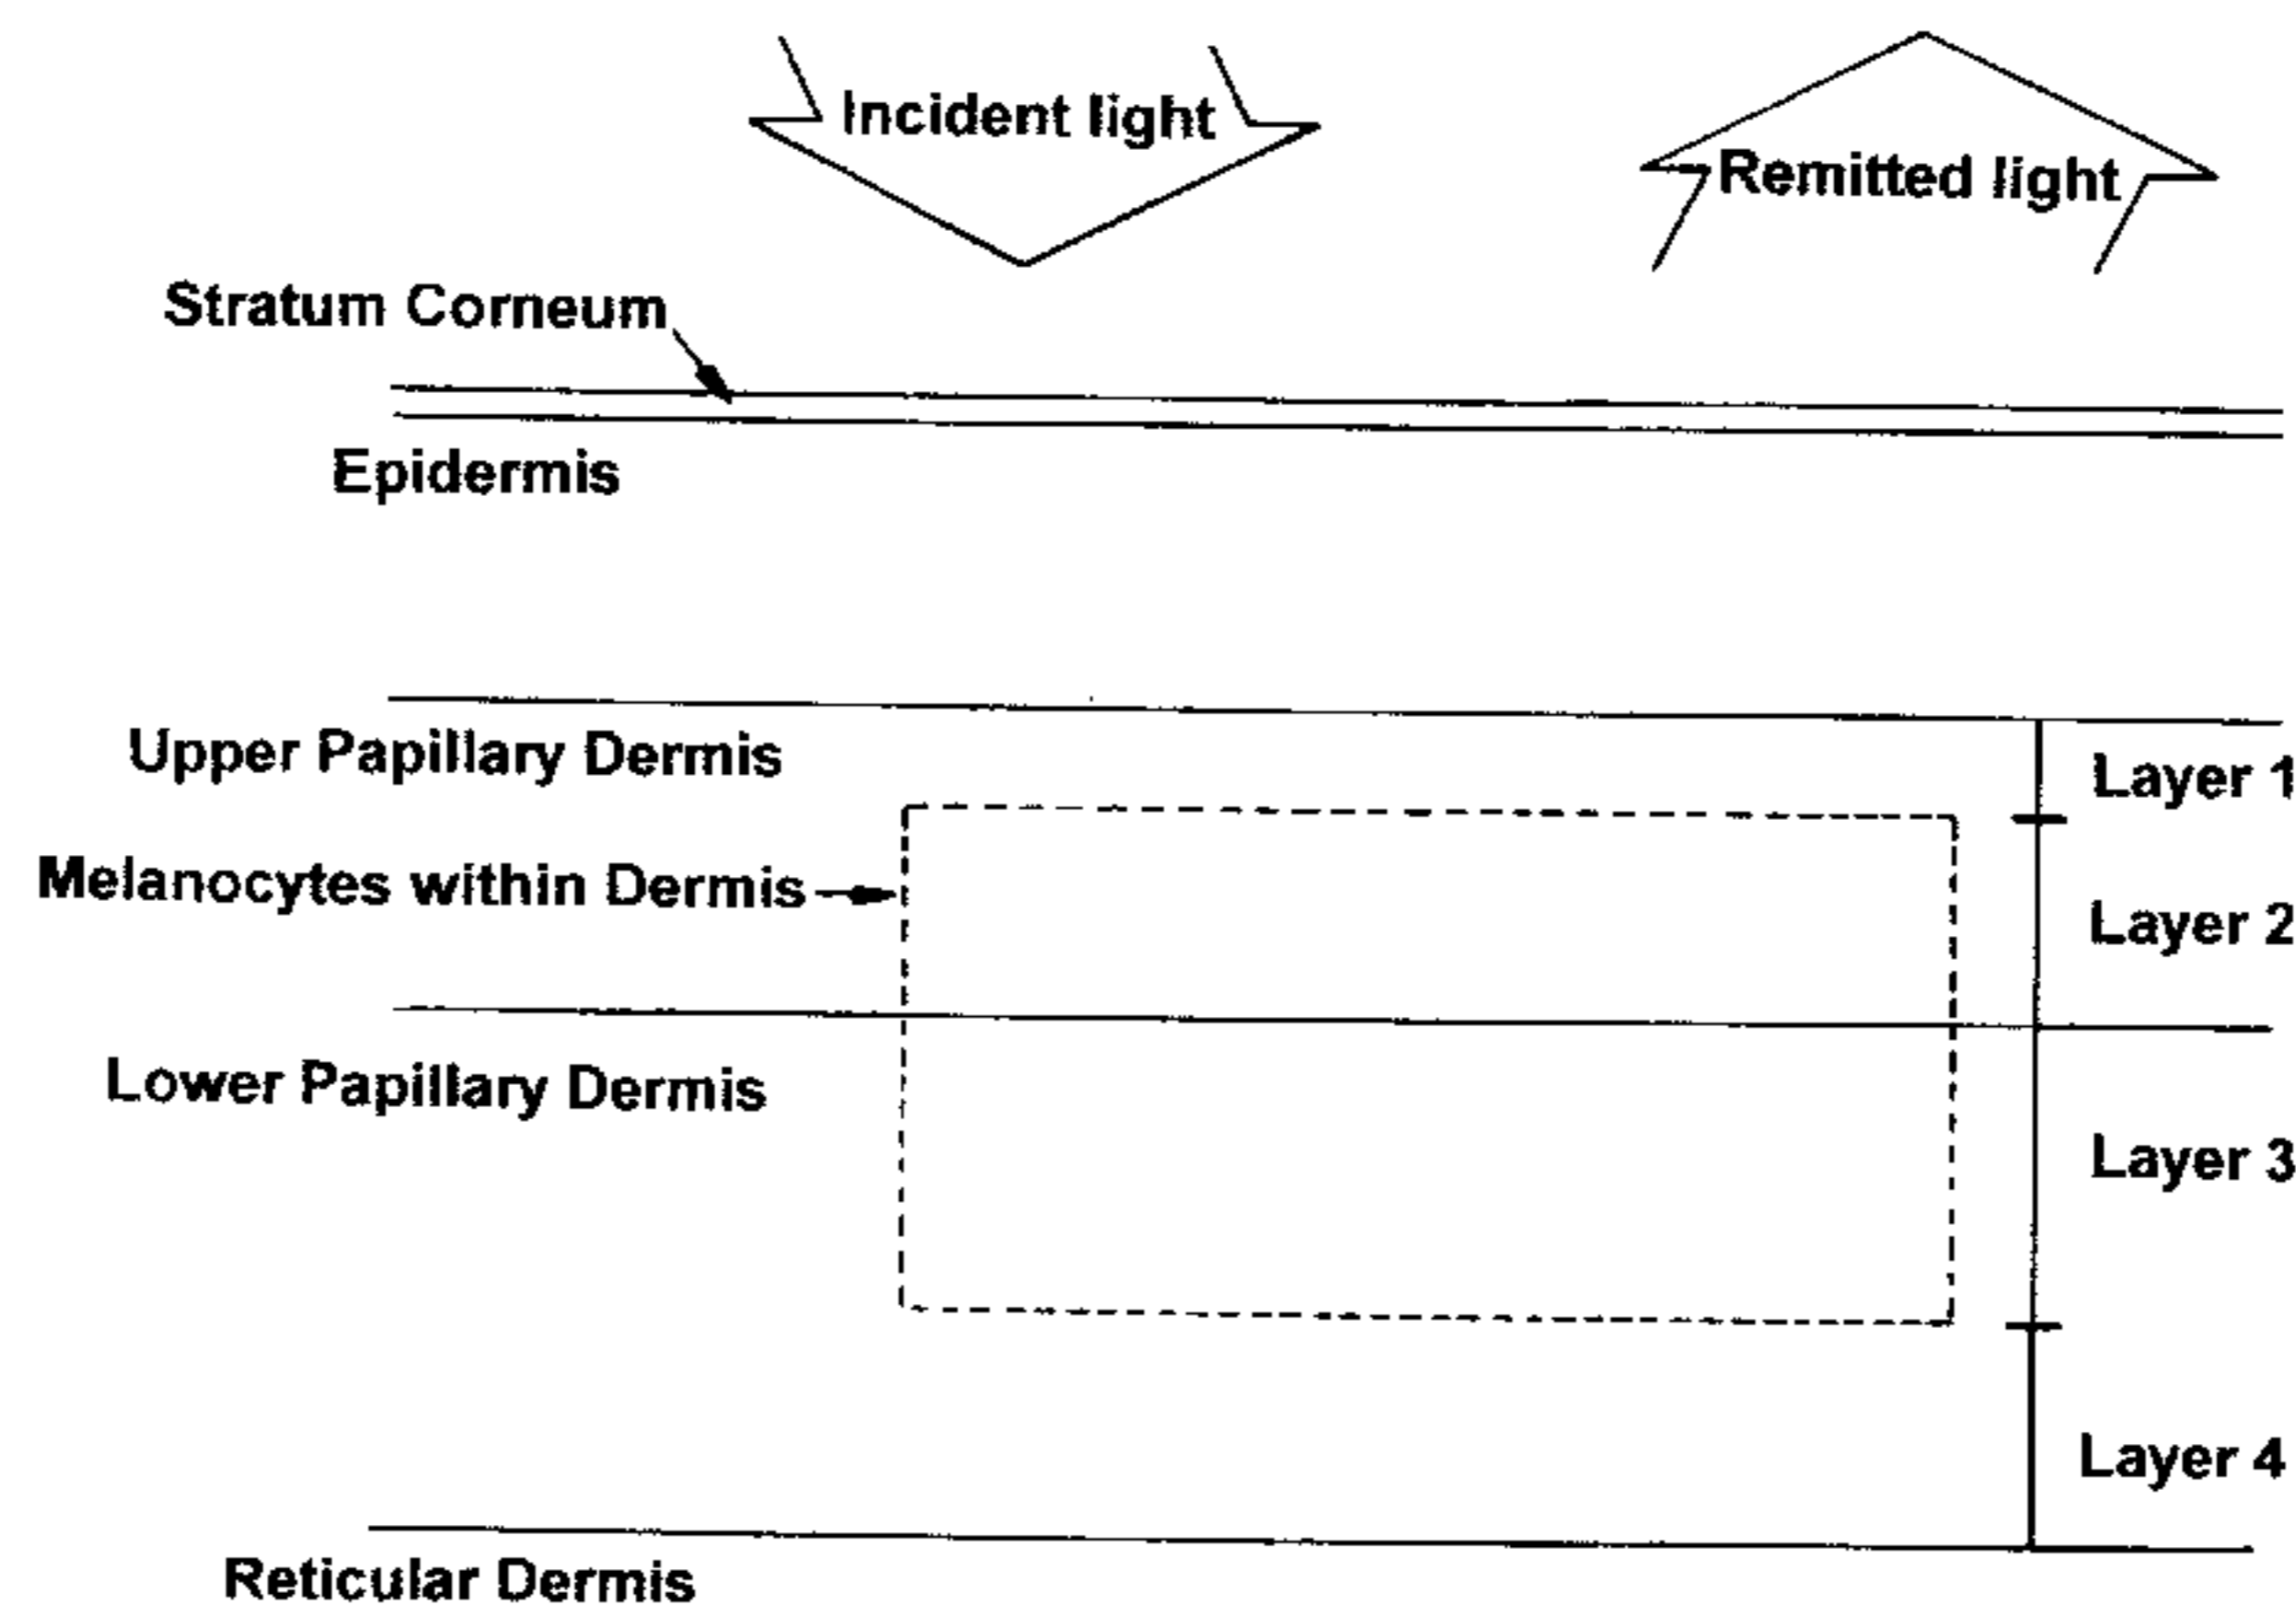 Incident light
Remitted light
Stratum Corneum
Epidermis
Upper Papillary Dermis
Layer 1
Melanocytes within Dermis
Layer 2
Lower Papillary Dermis
Layer 3
Layer 4
Reticular Dermis